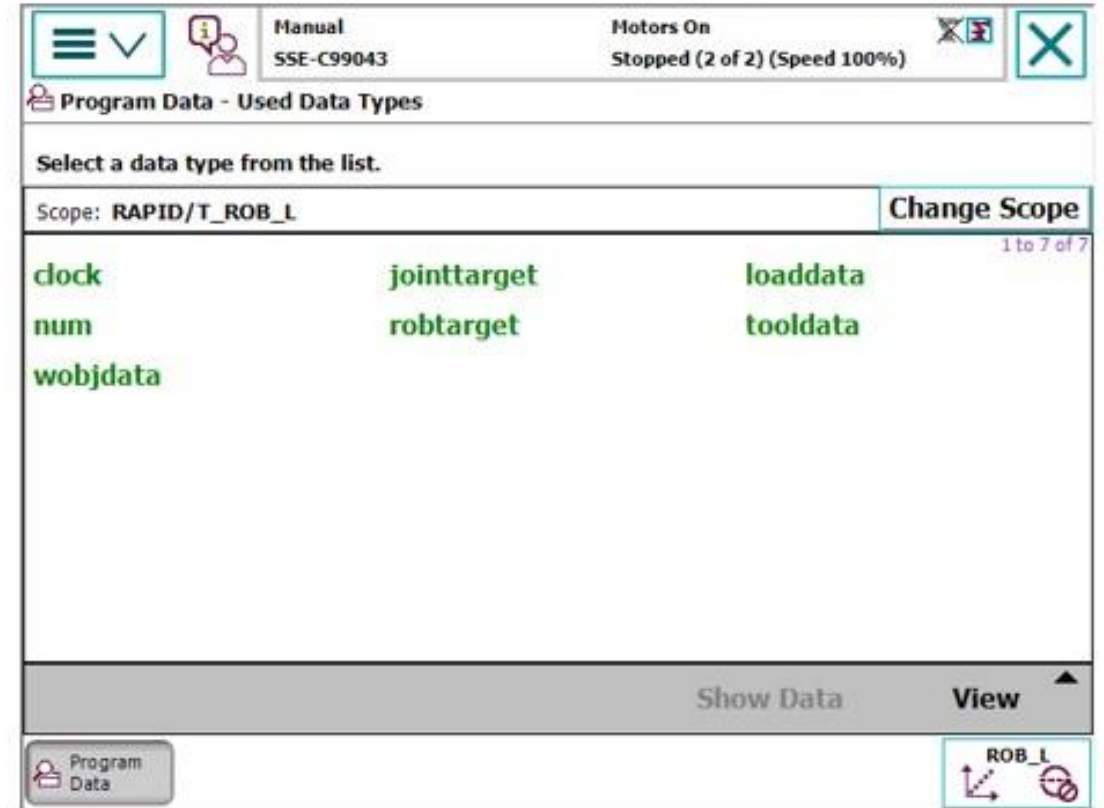 Manual
SSE-C99043
Motors On
Stopped (2 of 2) (Speed 100%)
Program Data - Used Data Types
Select a data type from the list.
Scope: RAPID/T_ROB_L
Change Scope
1 to 7 of 7
clock jointtarget loaddata
num robtarget tooldata
wobjdata
Show Data View
Program
Data
ROB_L